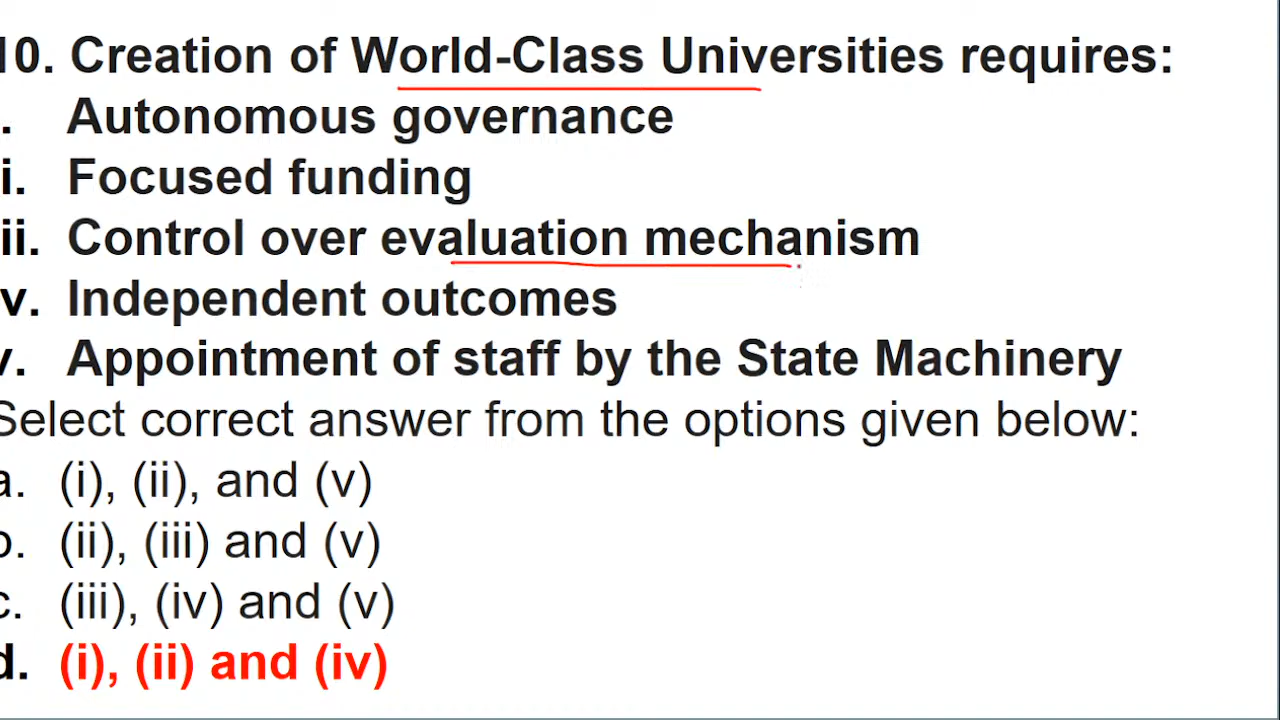 10. Creation of World-Class Universities requires:
. Autonomous governance
i. Focused funding
ii. Control over evaluation mechanism
v. Independent outcomes
v. Appointment of staff by the State Machinery
Select correct answer from the options given below:
a. (i), (ii), and (v)
b. (ii), (iii) and (v)
c. (iii), (iv) and (v)
d. (i), (ii) and (iv)